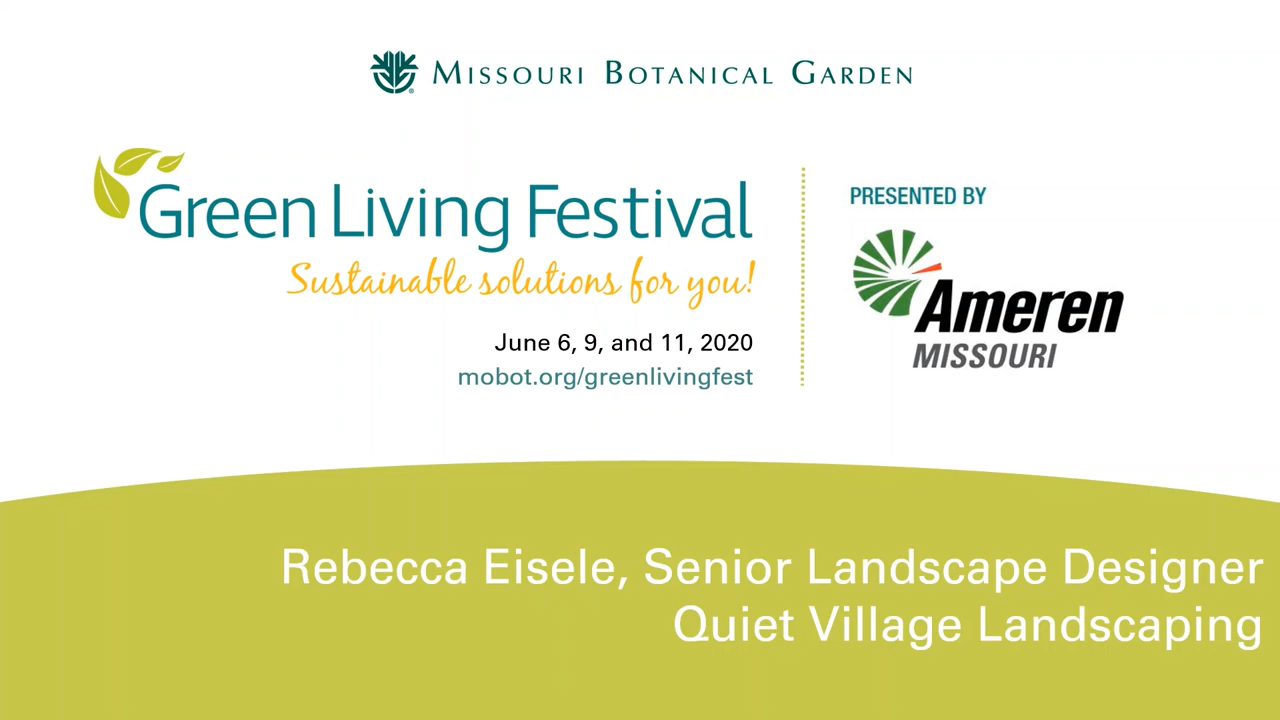 MISSOURI BOTANICAL GARDEN
Green Living Festival
Sustainable solutions for you!
June 6, 9, and 11, 2020
mobot.org/greenlivingfest
PRESENTED BY
Ameren
MISSOURI
Rebecca Eisele, Senior Landscape Designer
Quiet Village Landscaping